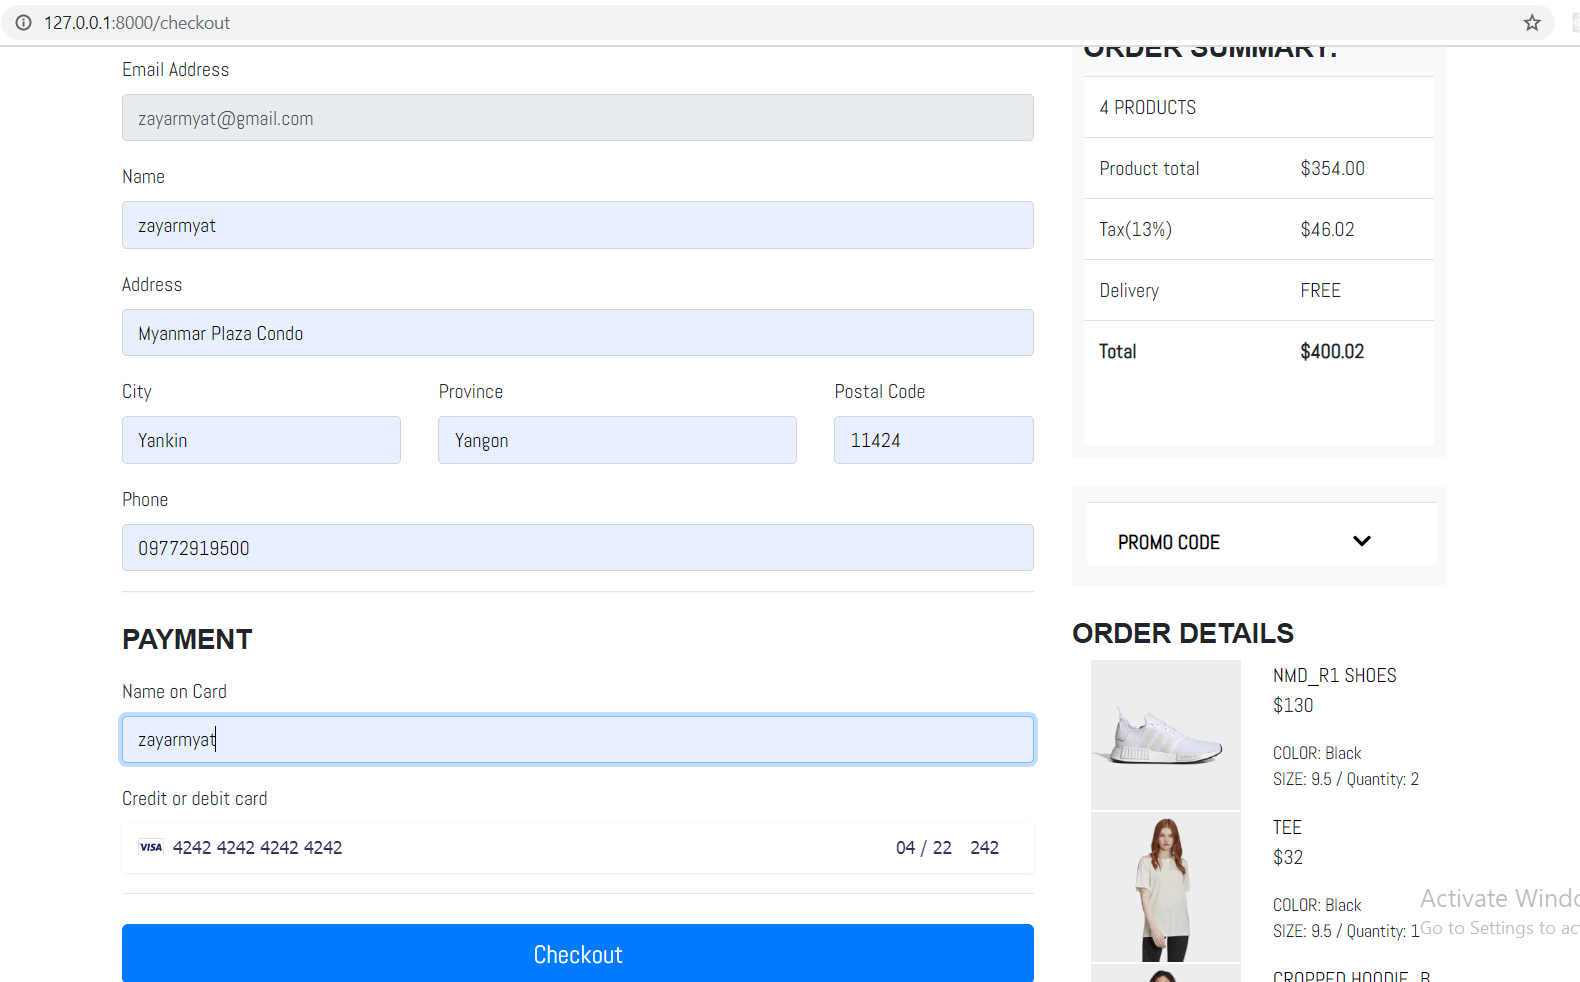 127.0.0.1:8000/checkout
Email Address
zayarmyat@gmail.com
Name
zayarmyat
Address
Myanmar Plaza Condo
City Province Postal Code
Yankin Yangon 11424
Phone
09772919500
PAYMENT
Name on Card
zayarmyat
Credit or debit card
VISA 4242 4242 4242 4242 04 / 22 242
Checkout
ORDER SUMMARY:
4 PRODUCTS
Product total $354.00
Tax(13%) $46.02
Delivery FREE
Total $400.02
PROMO CODE
ORDER DETAILS
NMD_R1 SHOES
$130
COLOR: Black
SIZE: 9.5 / Quantity: 2
TEE
$32
COLOR: Black
SIZE: 9.5 / Quantity: 1
CROPPED HOODIE_B
Activate Windo
Go to Settings to ac